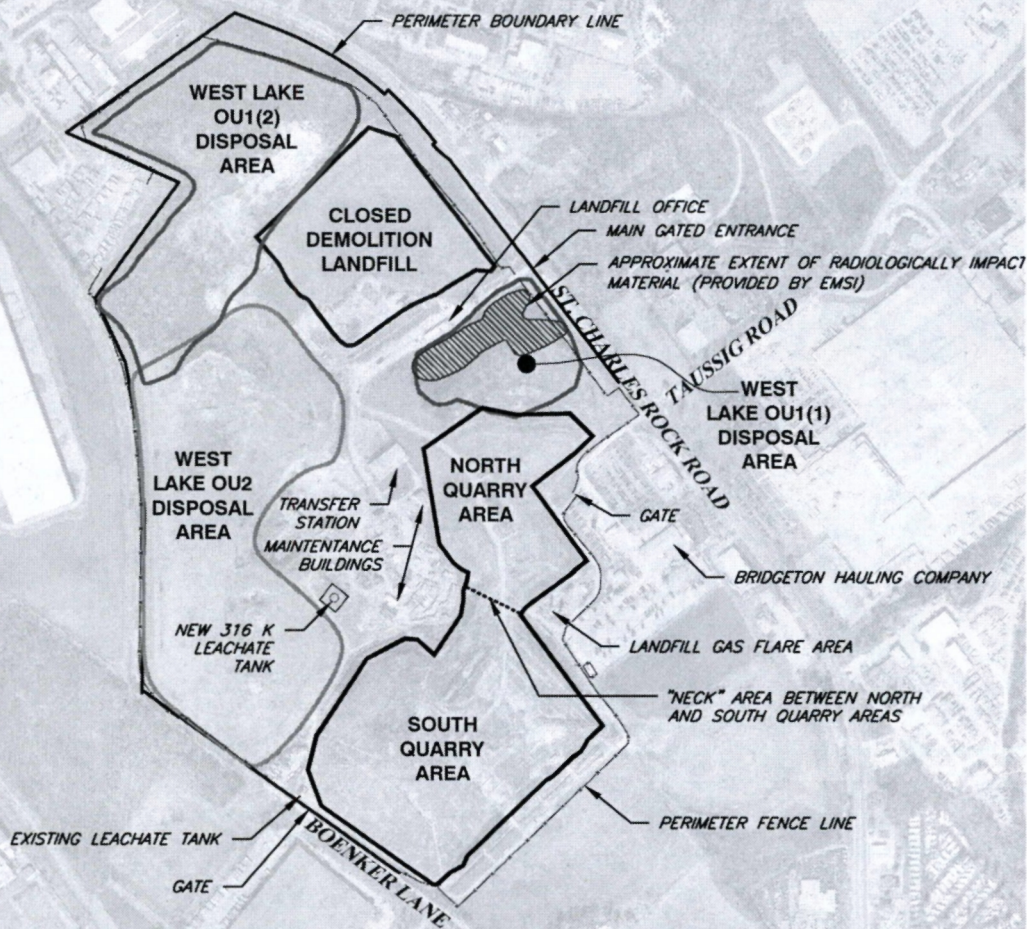 PERIMETER BOUNDARY LINE
WEST LAKE
OU1(2)
DISPOSAL
AREA
CLOSED
DEMOLITION
LANDFILL
LANDFILL OFFICE
MAIN GATED ENTRANCE
APPROXIMATE EXTENT OF RADIOLOGICALLY IMPACT
MATERIAL (PROVIDED BY EMSI)
ST. CHARLES ROCK ROAD
TAUSSIG ROAD
WEST
LAKE OU1(1)
DISPOSAL
AREA
WEST
LAKE OU2
DISPOSAL
AREA
NORTH
QUARRY
AREA
TRANSFER
STATION
MAINTENTANCE
BUILDINGS
GATE
BRIDGETON HAULING COMPANY
NEW 316 K
LEACHATE
TANK
LANDFILL GAS FLARE AREA
"NECK" AREA BETWEEN NORTH
AND SOUTH QUARRY AREAS
SOUTH
QUARRY
AREA
PERIMETER FENCE LINE
EXISTING LEACHATE TANK
GATE
BOENKER LANE